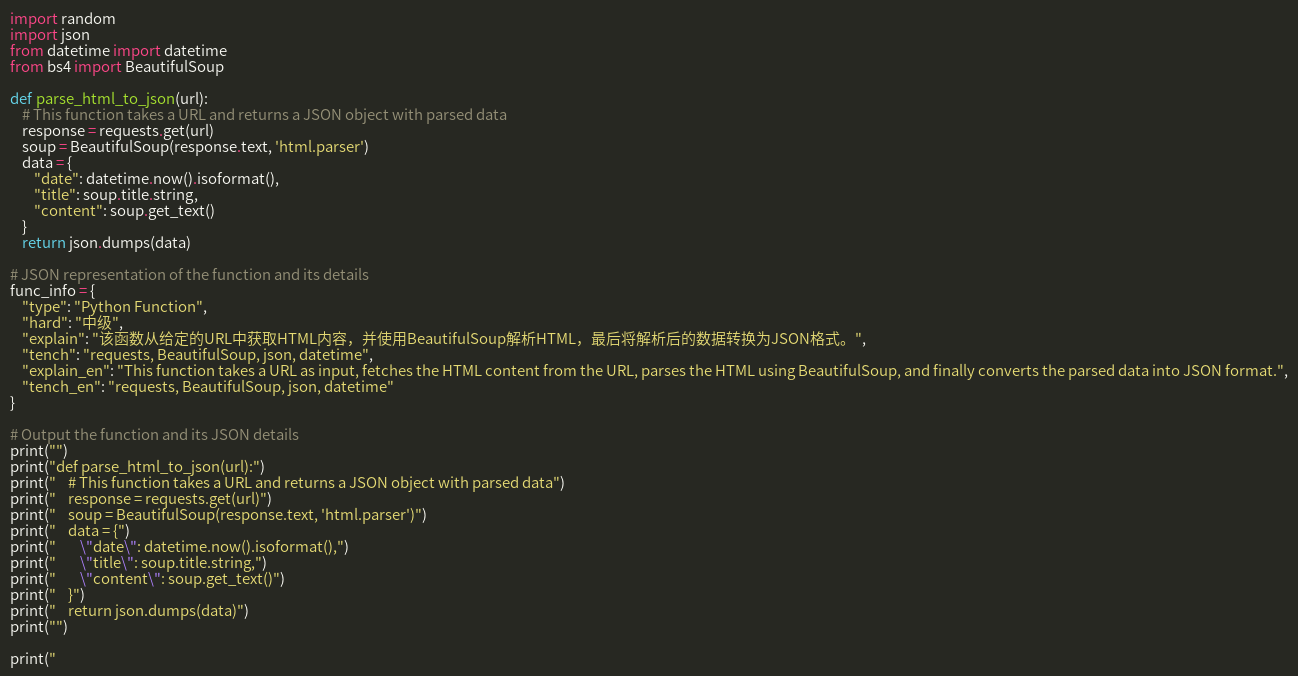 import random
import json
from datetime import datetime
from bs4 import BeautifulSoup

def parse_html_to_json(url):
    # This function takes a URL and returns a JSON object with parsed data
    response = requests.get(url)
    soup = BeautifulSoup(response.text, 'html.parser')
    data = {
        "date": datetime.now().isoformat(),
        "title": soup.title.string,
        "content": soup.get_text()
    }
    return json.dumps(data)

# JSON representation of the function and its details
func_info = {
    "type": "Python Function",
    "hard": "中级",
    "explain": "该函数从给定的URL中获取HTML内容，并使用BeautifulSoup解析HTML，最后将解析后的数据转换为JSON格式。",
    "tench": "requests, BeautifulSoup, json, datetime",
    "explain_en": "This function takes a URL as input, fetches the HTML content from the URL, parses the HTML using BeautifulSoup, and finally converts the parsed data into JSON format.",
    "tench_en": "requests, BeautifulSoup, json, datetime"
}

# Output the function and its JSON details
print("")
print("def parse_html_to_json(url):")
print("    # This function takes a URL and returns a JSON object with parsed data")
print("    response = requests.get(url)")
print("    soup = BeautifulSoup(response.text, 'html.parser')")
print("    data = {")
print("        \"date\": datetime.now().isoformat(),")
print("        \"title\": soup.title.string,")
print("        \"content\": soup.get_text()")
print("    }")
print("    return json.dumps(data)")
print("")

print("